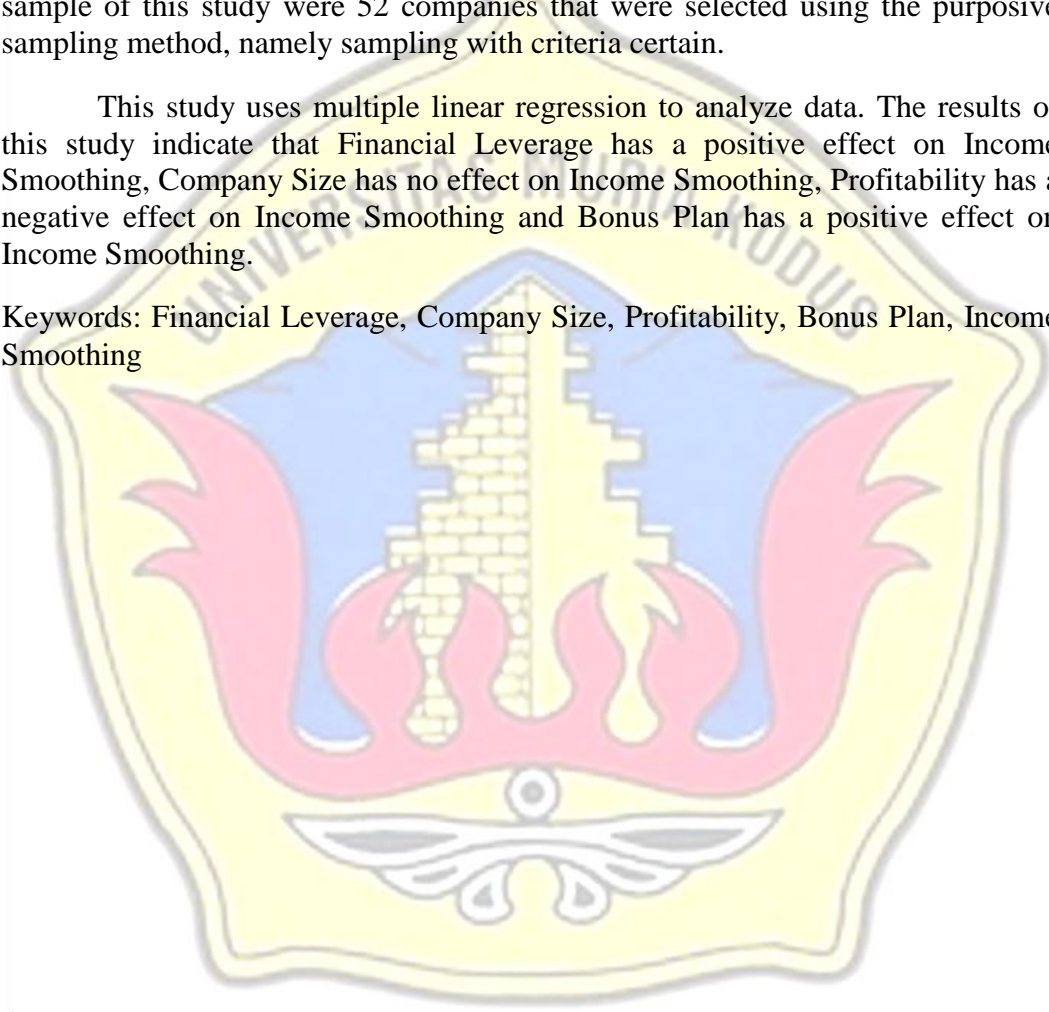 sample of this study were 52 companies that were selected using the purposive
sampling method, namely sampling with criteria certain.
This study uses multiple linear regression to analyze data. The results of
this study indicate that Financial Leverage has a positive effect on Income
Smoothing, Company Size has no effect on Income Smoothing, Profitability has a
negative effect on Income Smoothing and Bonus Plan has a positive effect on
Income Smoothing.
Keywords: Financial Leverage, Company Size, Profitability, Bonus Plan, Income
Smoothing
UNIVERSITAS MURIA KUDUS